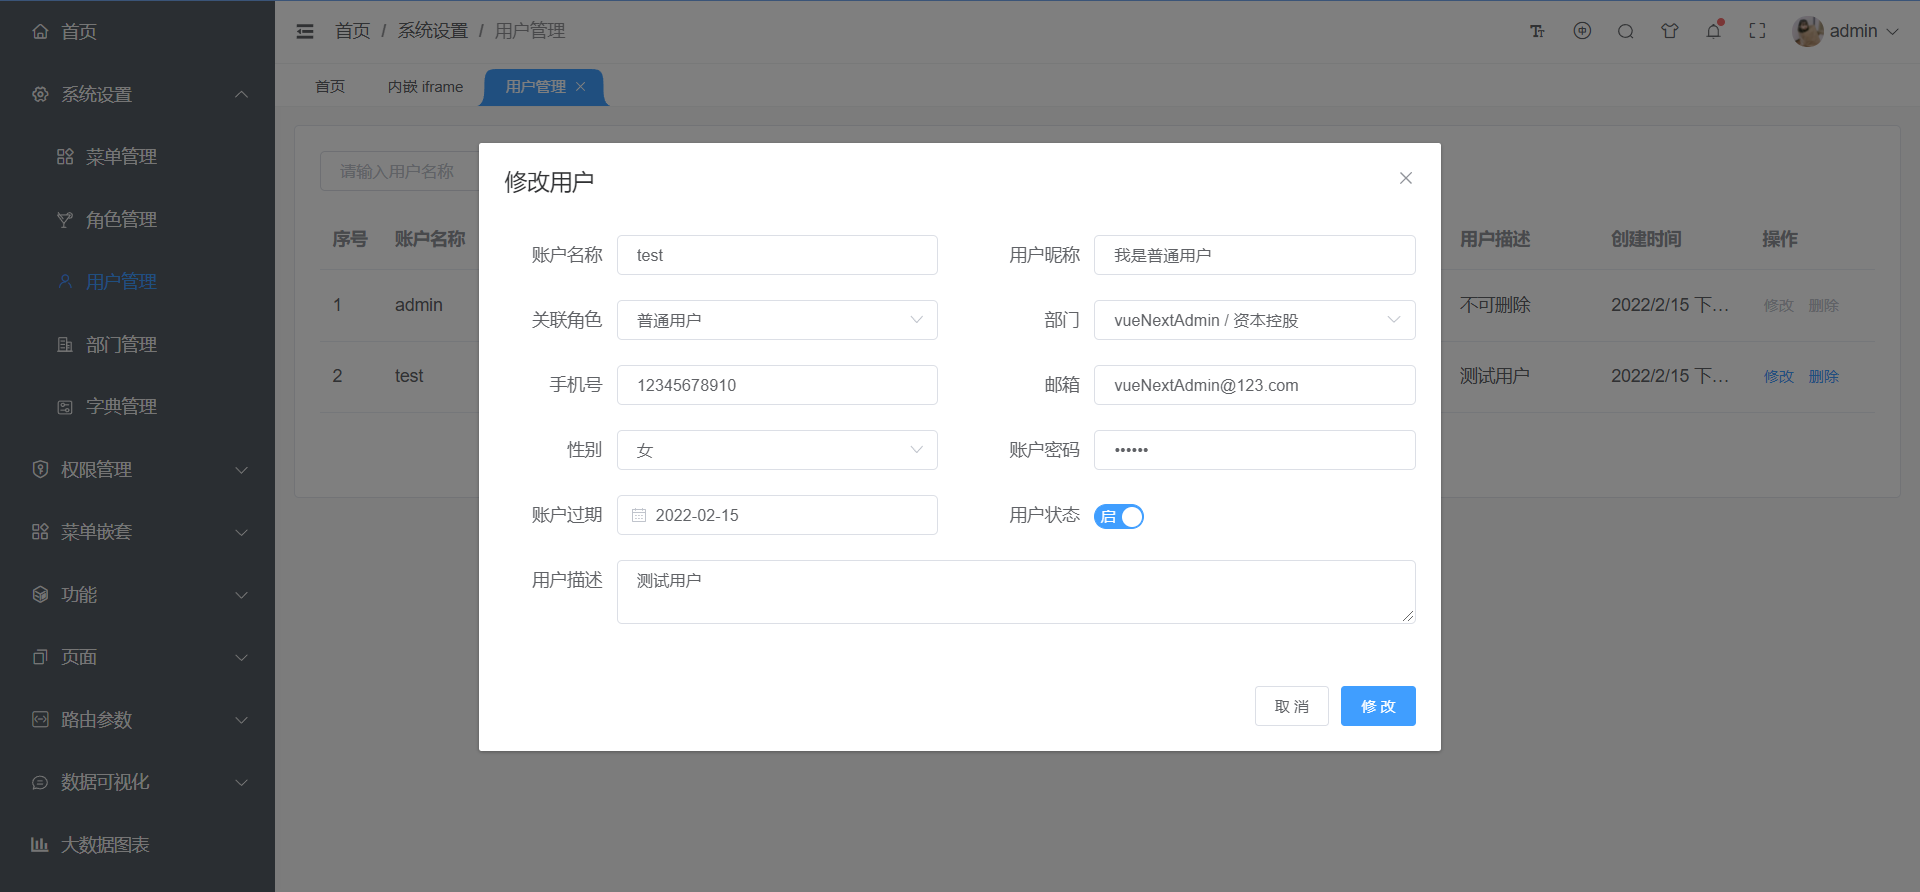 首页
系统设置
菜单管理
角色管理
用户管理
部门管理
字典管理
权限管理
菜单嵌套
功能
页面
路由参数
数据可视化
大数据图表
首页 / 系统设置 / 用户管理
admin
首页 内嵌 iframe 用户管理
请输入用户名称
序号 账户名称 用户描述 创建时间 操作
1 admin 不可删除 2022/2/15 下... 修改 删除
2 test 测试用户 2022/2/15 下... 修改 删除
修改用户
账户名称 test 用户昵称 我是普通用户
关联角色 普通用户 部门 vueNextAdmin / 资本控股
手机号 12345678910 邮箱 vueNextAdmin@123.com
性别 女 账户密码 ••••••
账户过期 2022-02-15 用户状态 启
用户描述 测试用户
取 消 修 改